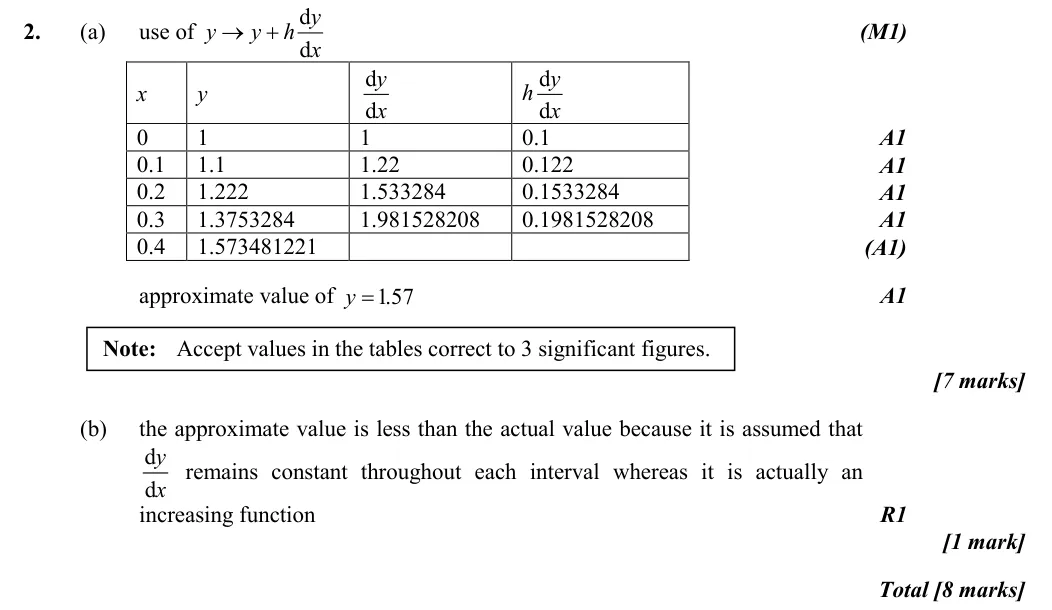 2. (a) use of y → y + h dy/dx (M1)
x y dy/dx h dy/dx
0 1 1 0.1 A1
0.1 1.1 1.22 0.122 A1
0.2 1.222 1.533284 0.1533284 A1
0.3 1.3753284 1.981528208 0.1981528208 A1
0.4 1.573481221 (A1)
approximate value of y = 1.57 A1
Note: Accept values in the tables correct to 3 significant figures.
[7 marks]
(b) the approximate value is less than the actual value because it is assumed that
dy/dx remains constant throughout each interval whereas it is actually an
increasing function R1
[1 mark]
Total [8 marks]